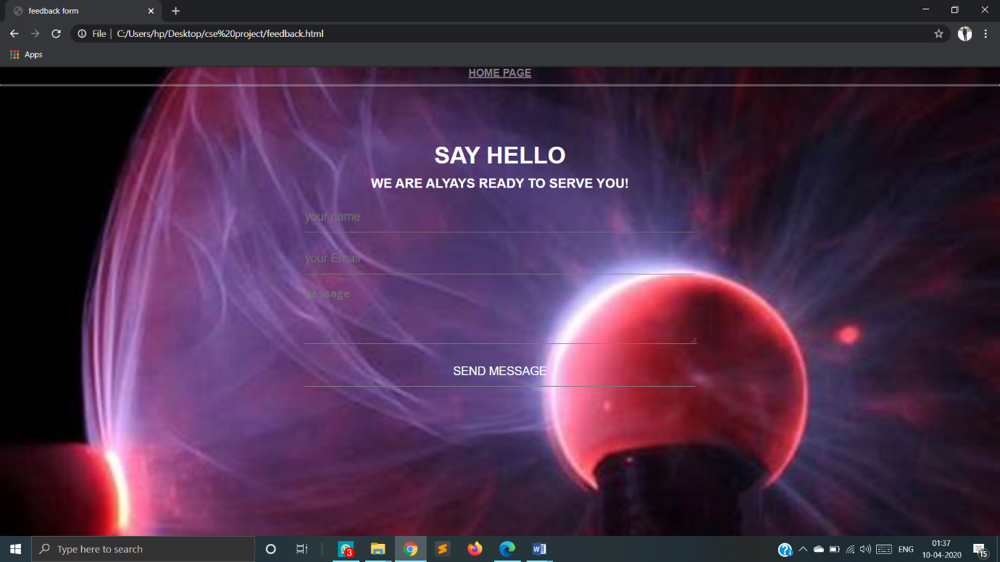 feedback form
File
C:/Users/hp/Desktop/cse%20project/feedback.html
Apps
HOME PAGE
SAY HELLO
WE ARE ALYAYS READY TO SERVE YOU!
your name
your Email
message
SEND MESSAGE
Type here to search
3
W
ENG
01:37
10-04-2020
15